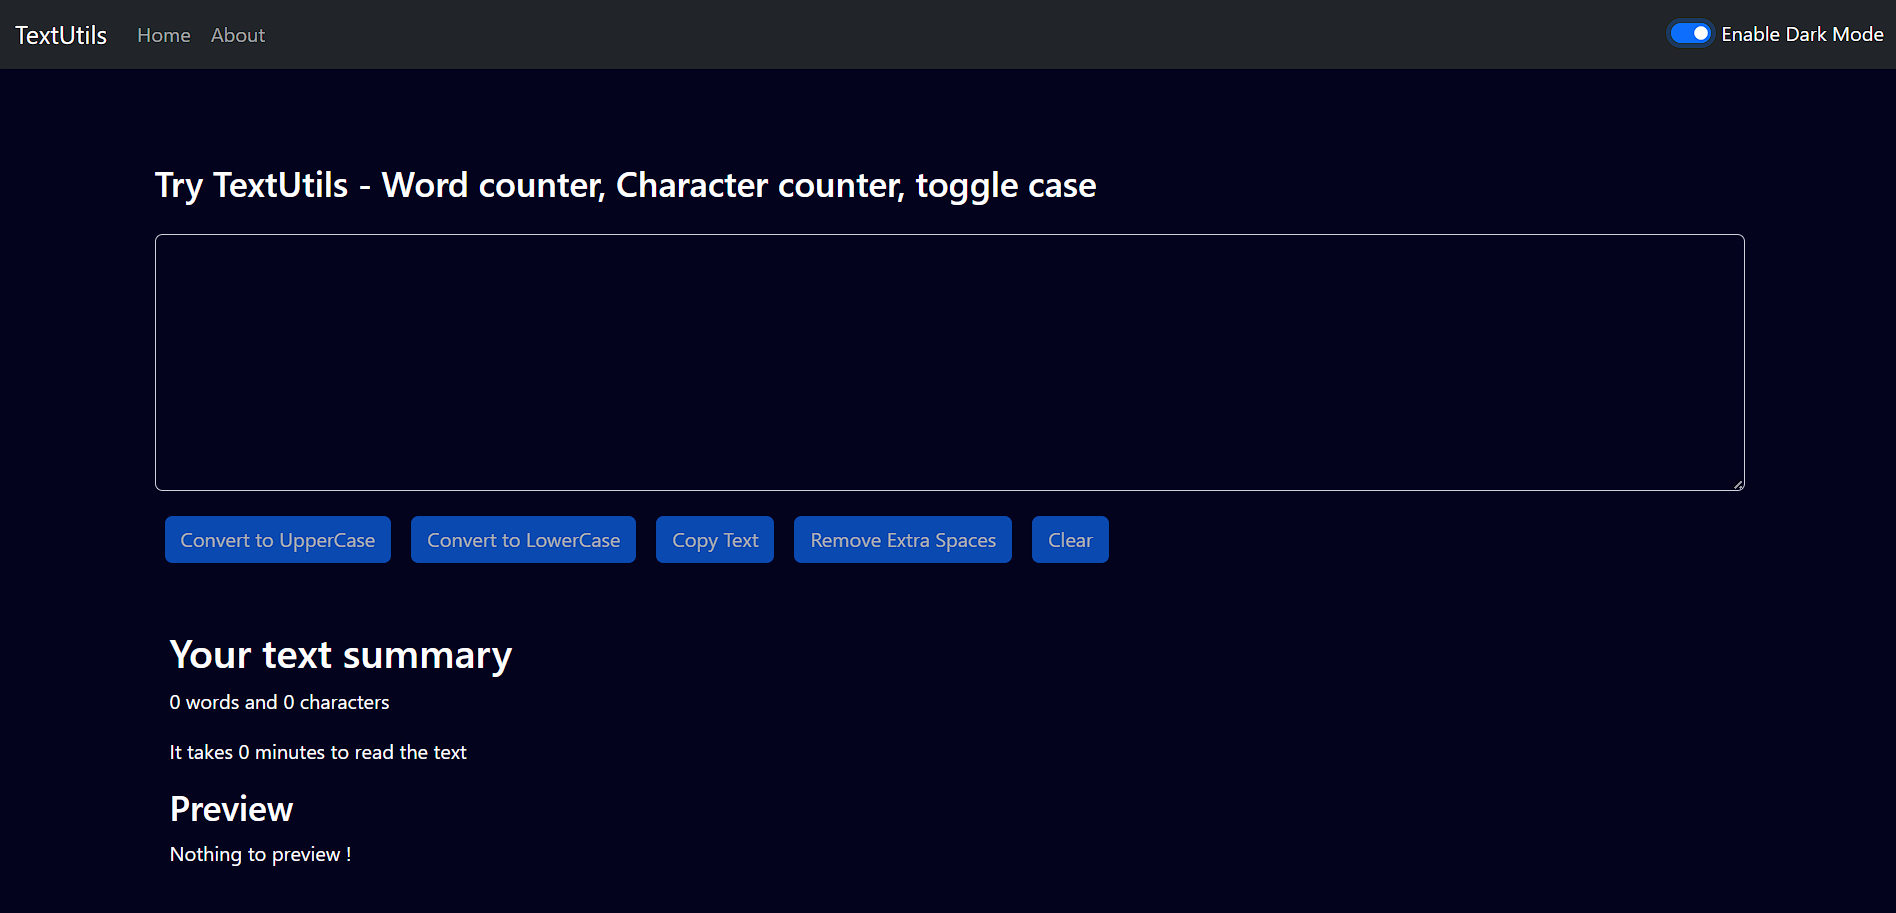 TextUtils Home About Enable Dark Mode
Try TextUtils - Word counter, Character counter, toggle case
Convert to UpperCase Convert to LowerCase Copy Text Remove Extra Spaces Clear
Your text summary
0 words and 0 characters
It takes 0 minutes to read the text
Preview
Nothing to preview !